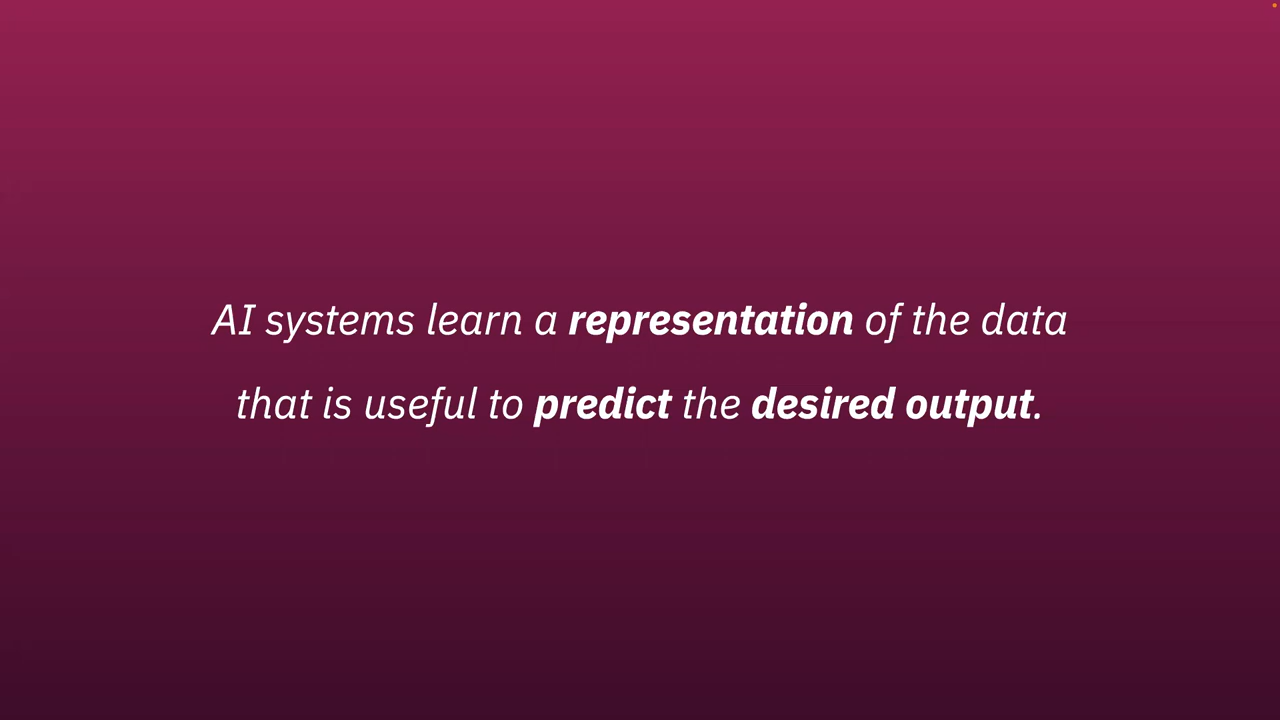 AI systems learn a representation of the data
that is useful to predict the desired output.